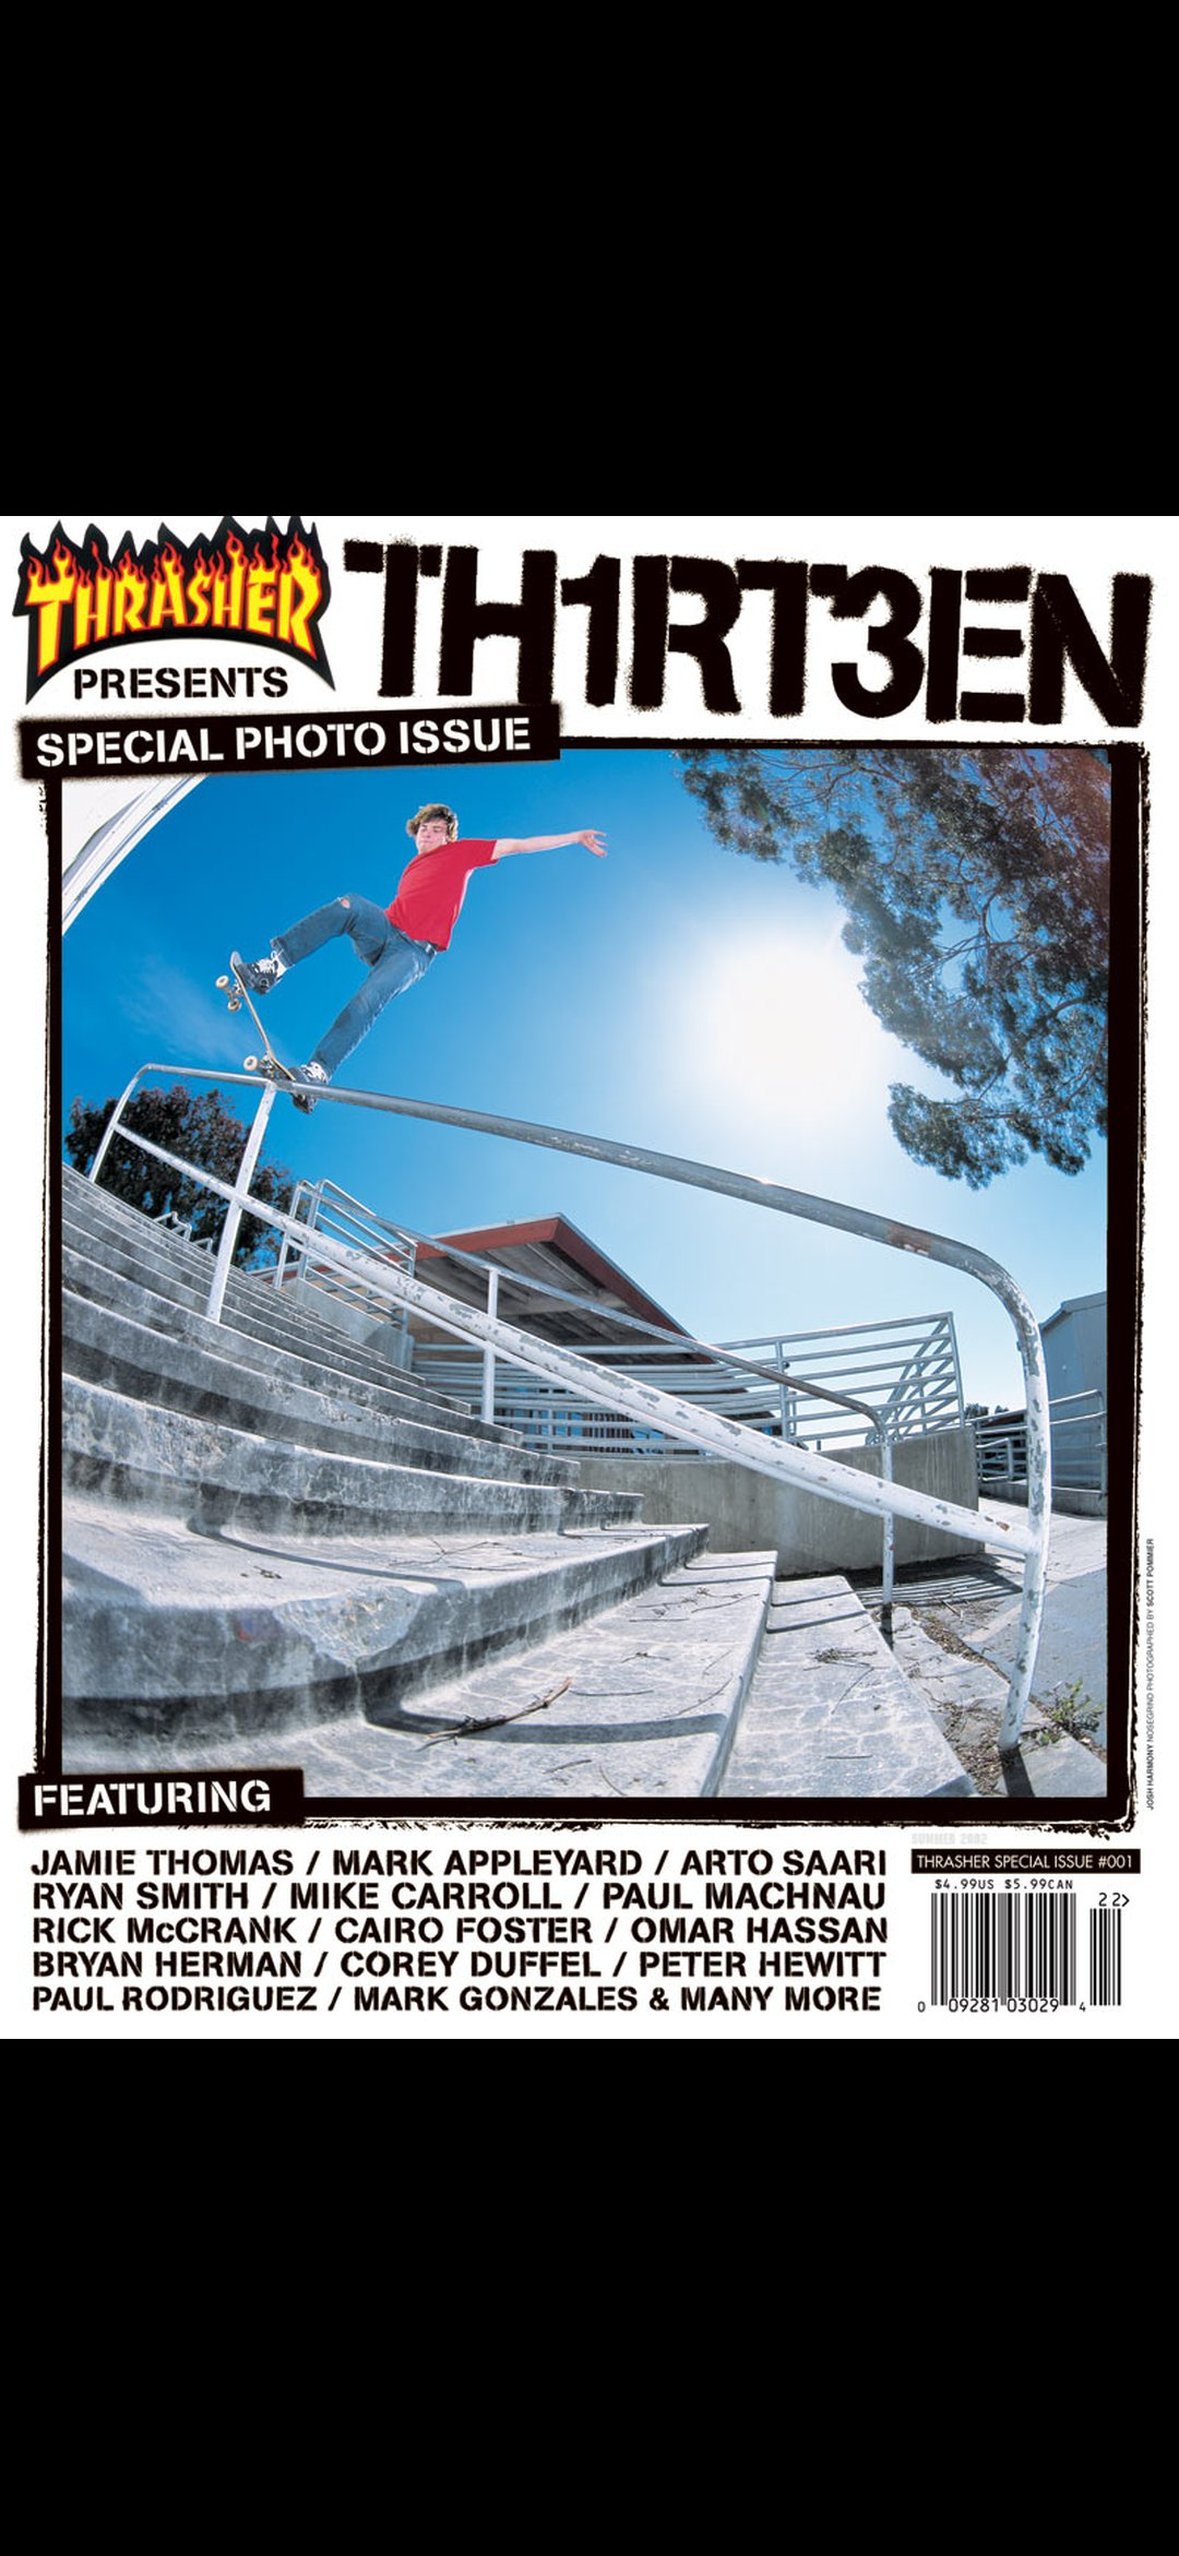 THRASHER
PRESENTS
TH1RT3EN
SPECIAL PHOTO ISSUE
JOSH HARMONY NOSEGRIND PHOTOGRAPHED BY SCOTT POMMIER
FEATURING
JAMIE THOMAS / MARK APPLEYARD / ARTO SAARI
RYAN SMITH / MIKE CARROLL / PAUL MACHNAU
RICK McCRANK / CAIRO FOSTER / OMAR HASSAN
BRYAN HERMAN / COREY DUFFEL / PETER HEWITT
PAUL RODRIGUEZ / MARK GONZALES & MANY MORE
SUMMER 2002
THRASHER SPECIAL ISSUE #001
$4.99US $5.99CAN
22>
0 09281 03029 4